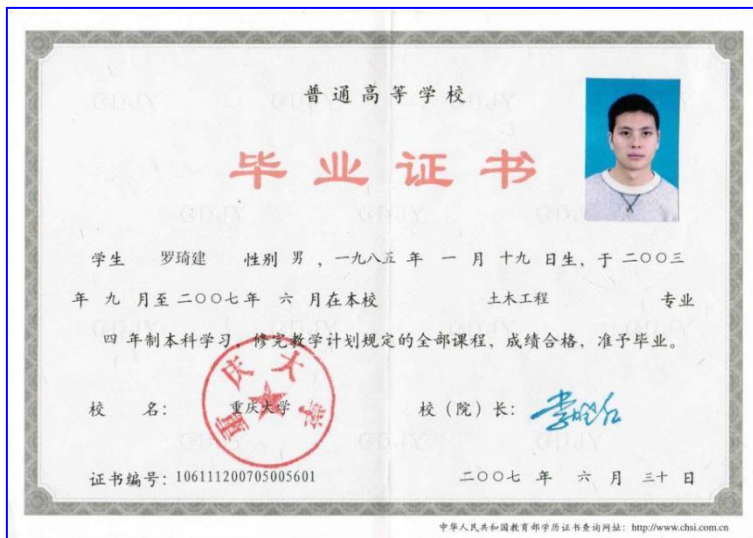 普通高等学校
毕业证书
学生 罗琦建 性别 男 ，一九八五 年 一 月 十九 日生，于 二〇〇三
年 九 月至 二〇〇七 年 六 月在本校 土木工程 专业
四 年制本科学习，修完教学计划规定的全部课程，成绩合格，准予毕业。
重庆大学
校 名： 重庆大学 校（院）长：
证书编号：106111200705005601 二〇〇七 年 六 月 三十 日
中华人民共和国教育部学历证书查询网址：http://www.chsi.com.cn